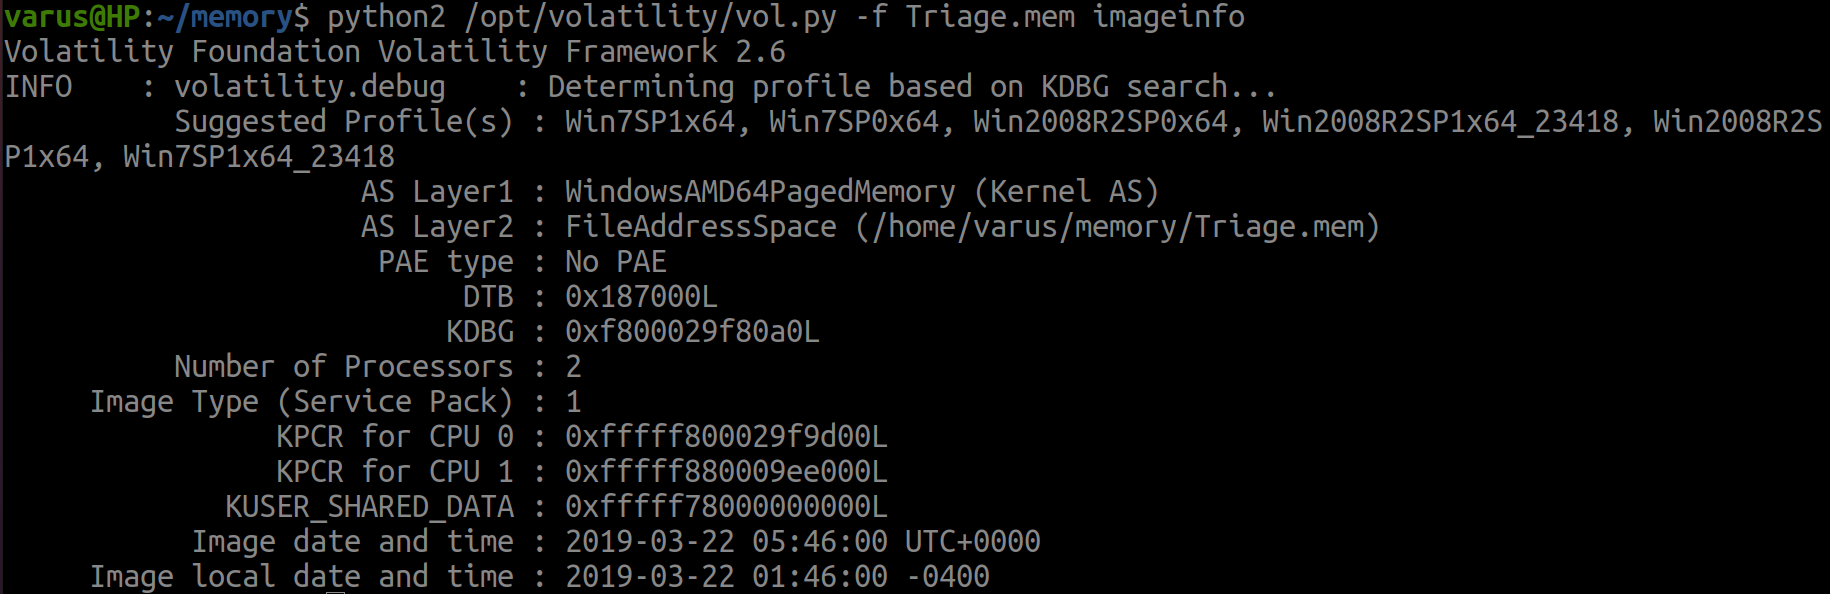 varus@HP:~/memory$ python2 /opt/volatility/vol.py -f Triage.mem imageinfo
Volatility Foundation Volatility Framework 2.6
INFO    : volatility.debug    : Determining profile based on KDBG search...
          Suggested Profile(s) : Win7SP1x64, Win7SP0x64, Win2008R2SP0x64, Win2008R2SP1x64_23418, Win2008R2S
P1x64, Win7SP1x64_23418
                     AS Layer1 : WindowsAMD64PagedMemory (Kernel AS)
                     AS Layer2 : FileAddressSpace (/home/varus/memory/Triage.mem)
                      PAE type : No PAE
                           DTB : 0x187000L
                          KDBG : 0xf800029f80a0L
          Number of Processors : 2
     Image Type (Service Pack) : 1
                KPCR for CPU 0 : 0xfffff800029f9d00L
                KPCR for CPU 1 : 0xfffff880009ee000L
             KUSER_SHARED_DATA : 0xfffff78000000000L
           Image date and time : 2019-03-22 05:46:00 UTC+0000
     Image local date and time : 2019-03-22 01:46:00 -0400